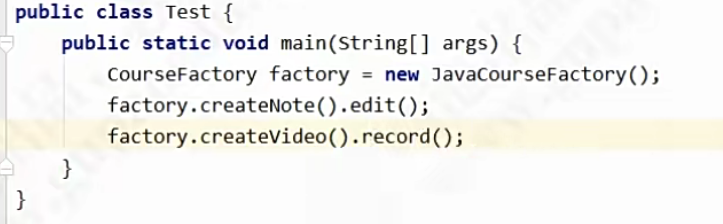 public class Test {
    public static void main(String[] args) {
        CourseFactory factory = new JavaCourseFactory();
        factory.createNote().edit();
        factory.createVideo().record();
    }
}